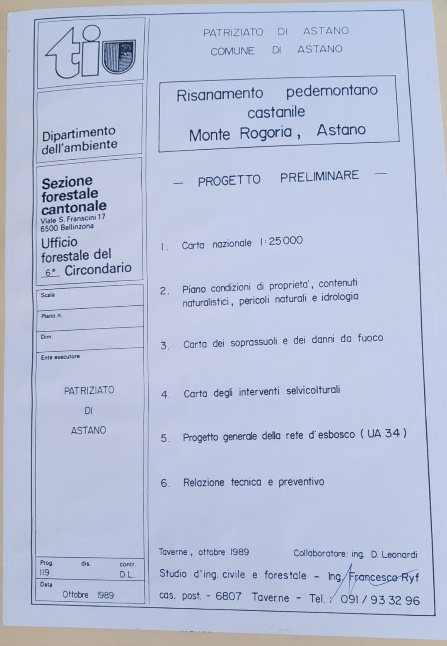 tiu
PATRIZIATO DI ASTANO
COMUNE DI ASTANO
Risanamento pedemontano
castanile
Monte Rogoria, Astano
— PROGETTO PRELIMINARE —
1. Carta nazionale 1:25'000
2. Piano condizioni di proprietà, contenuti
naturalistici, pericoli naturali e idrologia
3. Carta dei soprassuoli e dei danni da fuoco
4. Carta degli interventi selvicolturali
5. Progetto generale della rete d'esbosco (UA 34)
6. Relazione tecnica e preventivo
Taverne, ottobre 1989 Collaboratore: ing. D. Leonardi
Studio d'ing. civile e forestale - Ing. Francesco Ryf
cas. post. - 6807 Taverne - Tel.: 091/93 32 96
Dipartimento
dell'ambiente
Sezione
forestale
cantonale
Viale S. Franscini 17
6500 Bellinzona
Ufficio
forestale del
6° Circondario
Scala
Piano n.
Dim.
Ente esecutore
PATRIZIATO
DI
ASTANO
Prog. dis. contr.
119 D.L.
Data
Ottobre 1989